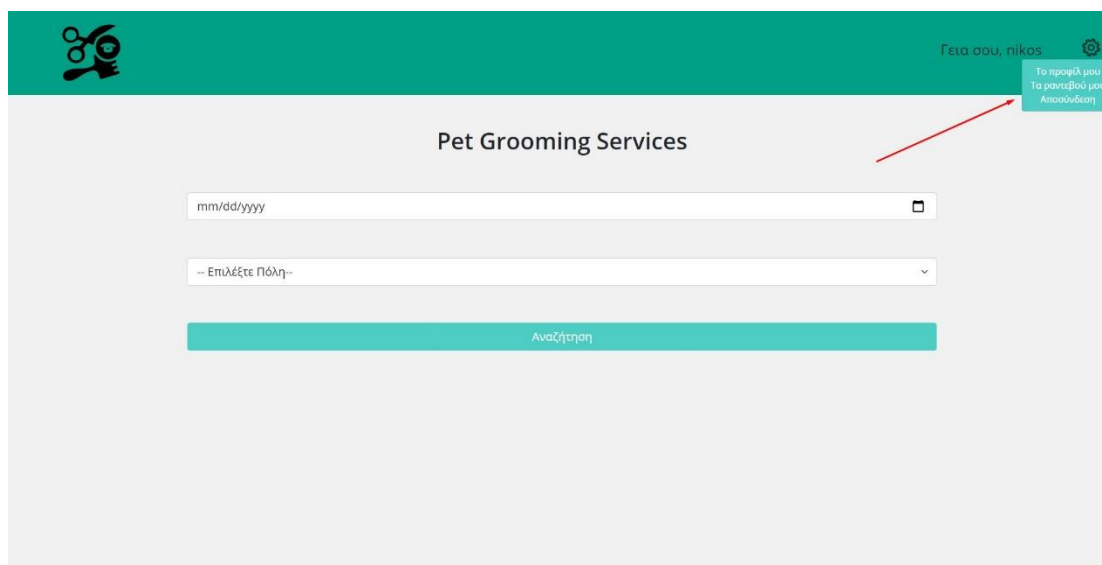 Γεια σου, nikos
Το προφίλ μου
Τα ραντεβού μου
Αποσύνδεση
Pet Grooming Services
mm/dd/yyyy
-- Επιλέξτε Πόλη--
Αναζήτηση